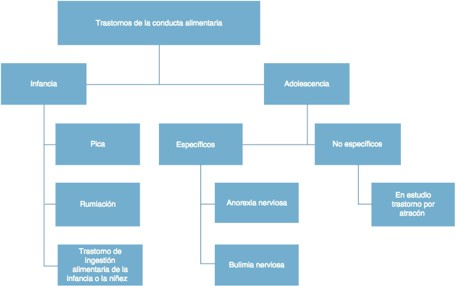 Trastornos de la conducta alimentaria
Infancia
Adolescencia
Pica
Específicos
No específicos
Rumiación
Anorexia nerviosa
En estudio
trastorno por
atracón
Trastorno de
ingestión
alimentaria de la
infancia o la niñez
Bulimia nerviosa